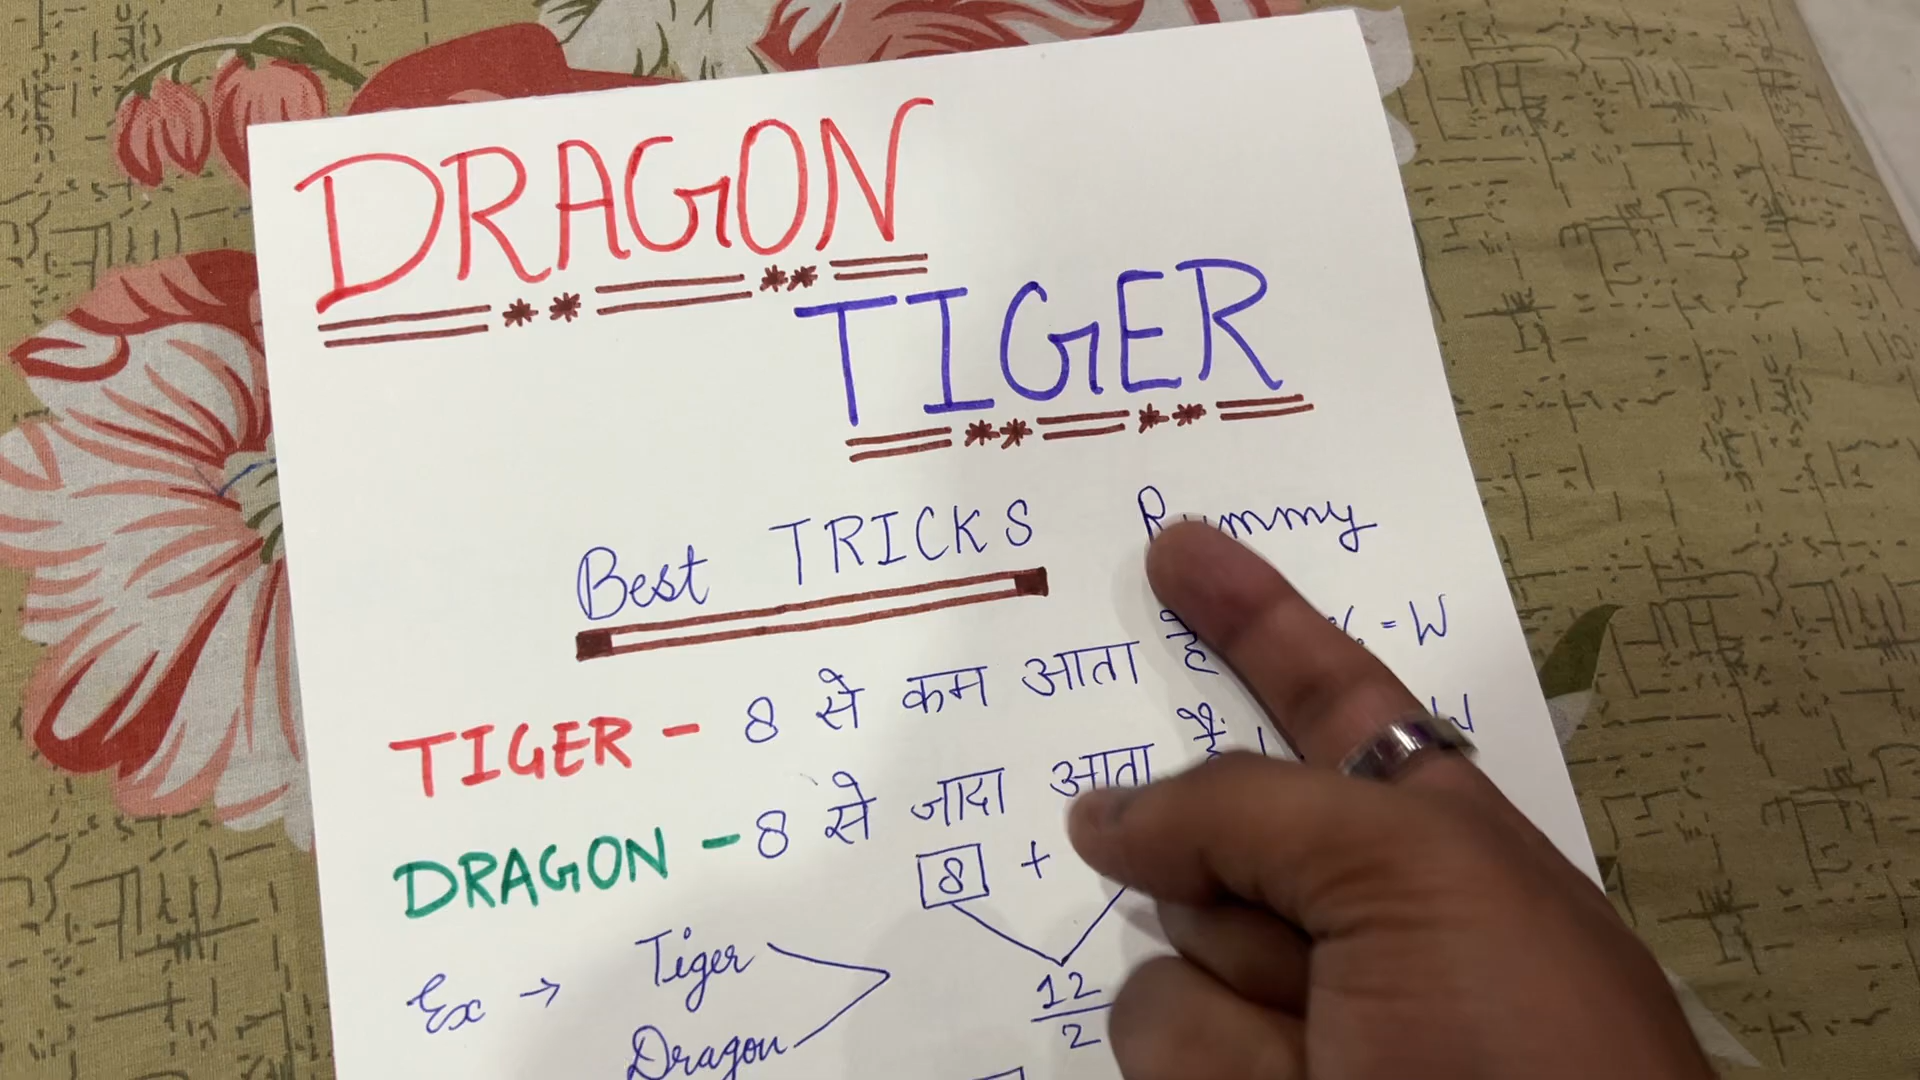 DRAGON
TIGER
Best TRICKS
TIGER - 8 से कम आता है = W
DRAGON - 8 से जादा आता हैं
8 +
12
2
Ex → Tiger
Dragon